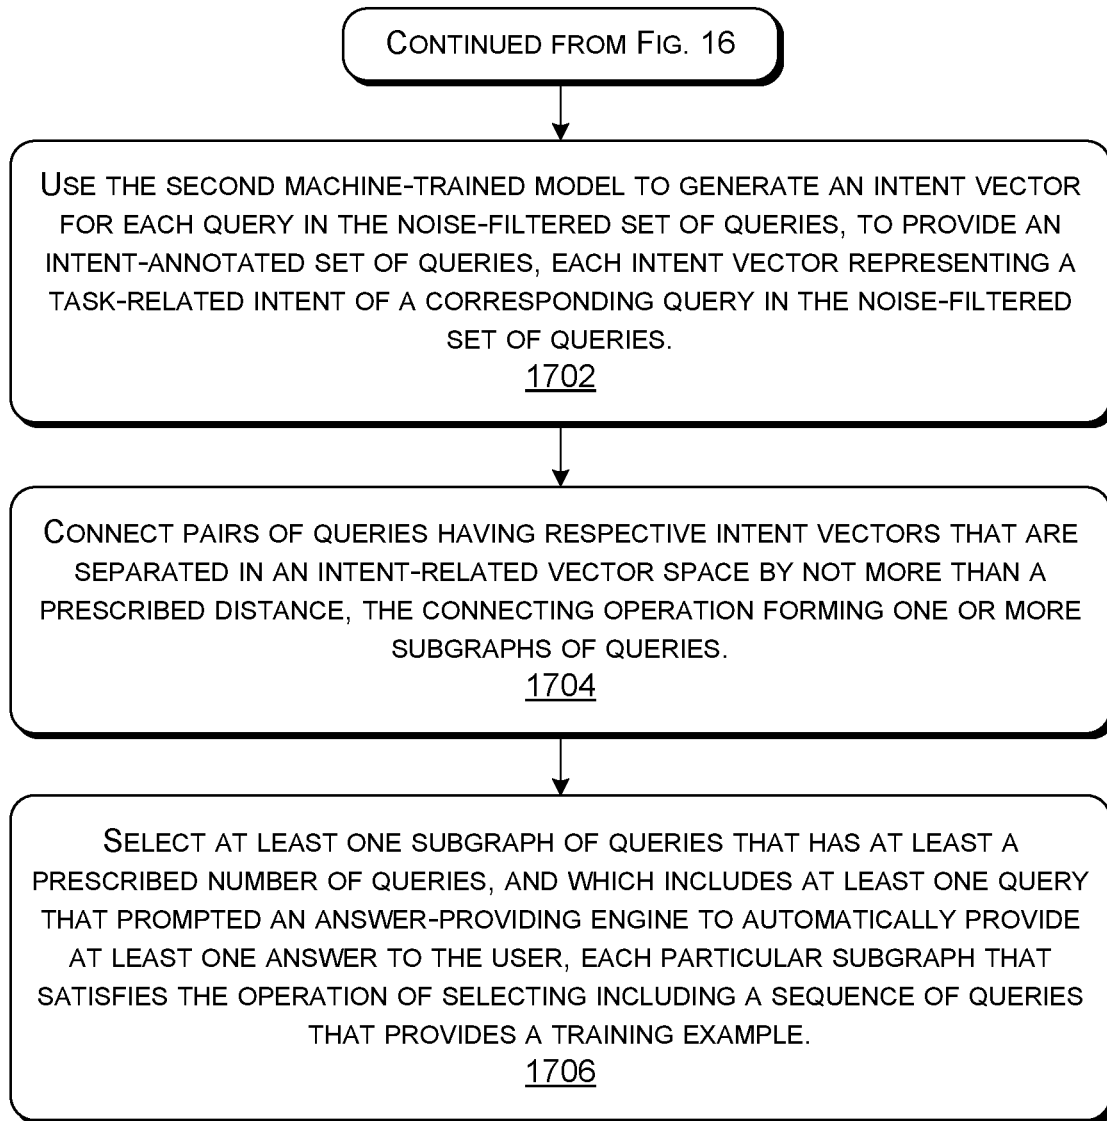 CONTINUED FROM FIG. 16
USE THE SECOND MACHINE-TRAINED MODEL TO GENERATE AN INTENT VECTOR
FOR EACH QUERY IN THE NOISE-FILTERED SET OF QUERIES, TO PROVIDE AN
INTENT-ANNOTATED SET OF QUERIES, EACH INTENT VECTOR REPRESENTING A
TASK-RELATED INTENT OF A CORRESPONDING QUERY IN THE NOISE-FILTERED
SET OF QUERIES.
1702
CONNECT PAIRS OF QUERIES HAVING RESPECTIVE INTENT VECTORS THAT ARE
SEPARATED IN AN INTENT-RELATED VECTOR SPACE BY NOT MORE THAN A
PRESCRIBED DISTANCE, THE CONNECTING OPERATION FORMING ONE OR MORE
SUBGRAPHS OF QUERIES.
1704
SELECT AT LEAST ONE SUBGRAPH OF QUERIES THAT HAS AT LEAST A
PRESCRIBED NUMBER OF QUERIES, AND WHICH INCLUDES AT LEAST ONE QUERY
THAT PROMPTED AN ANSWER-PROVIDING ENGINE TO AUTOMATICALLY PROVIDE
AT LEAST ONE ANSWER TO THE USER, EACH PARTICULAR SUBGRAPH THAT
SATISFIES THE OPERATION OF SELECTING INCLUDING A SEQUENCE OF QUERIES
THAT PROVIDES A TRAINING EXAMPLE.
1706